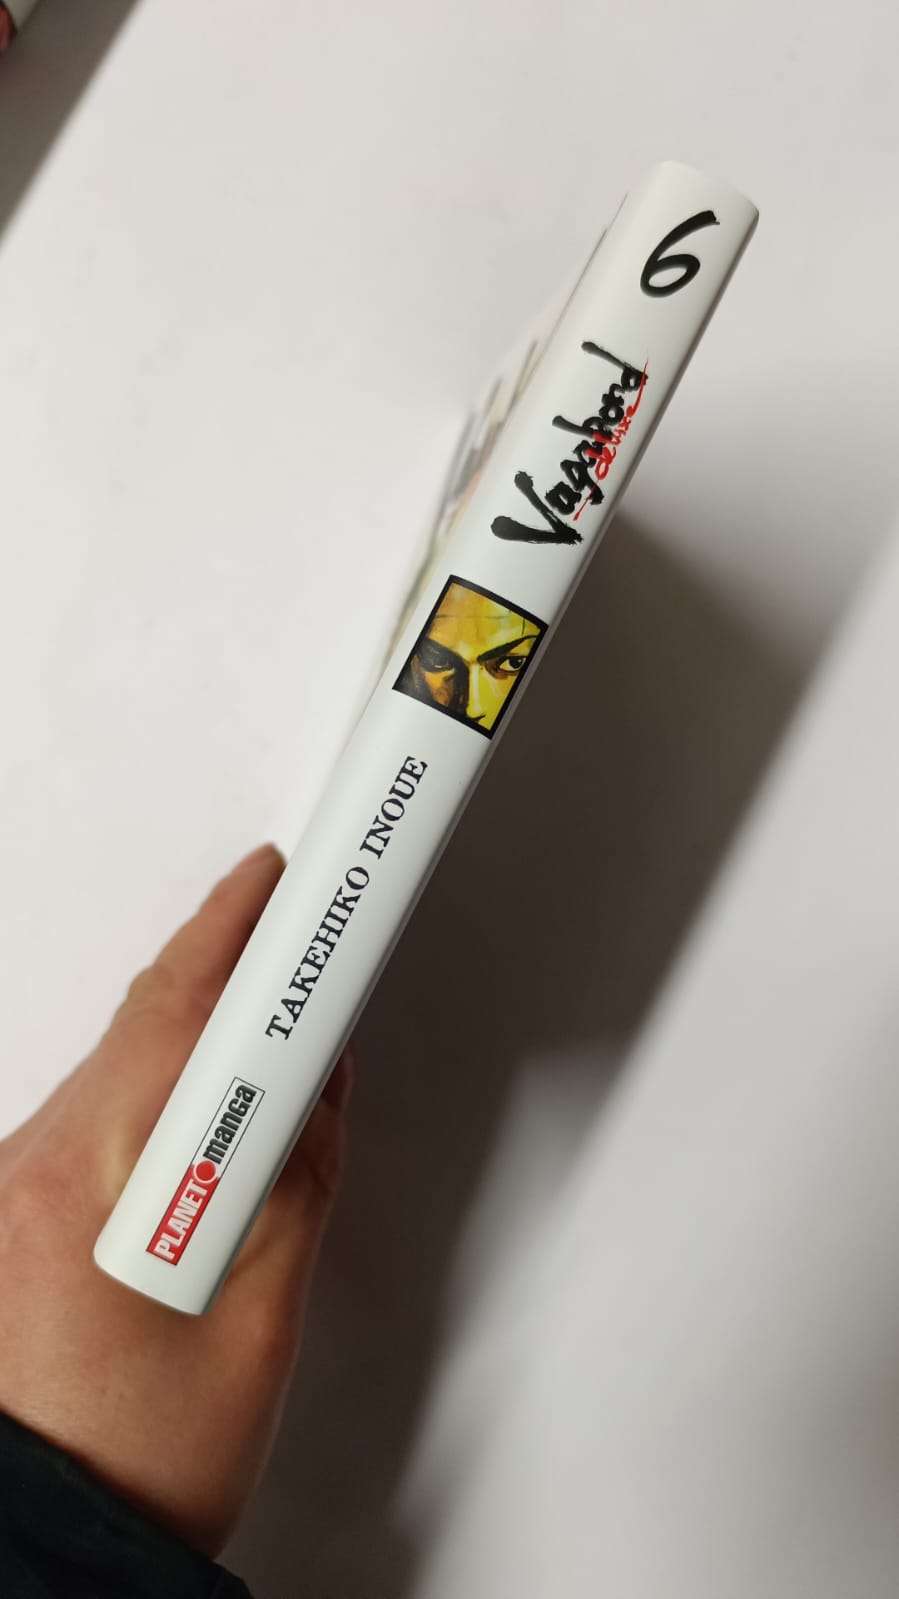 6
Vagabond
deluxe
TAKEHIKO INOUE
PLANET manga